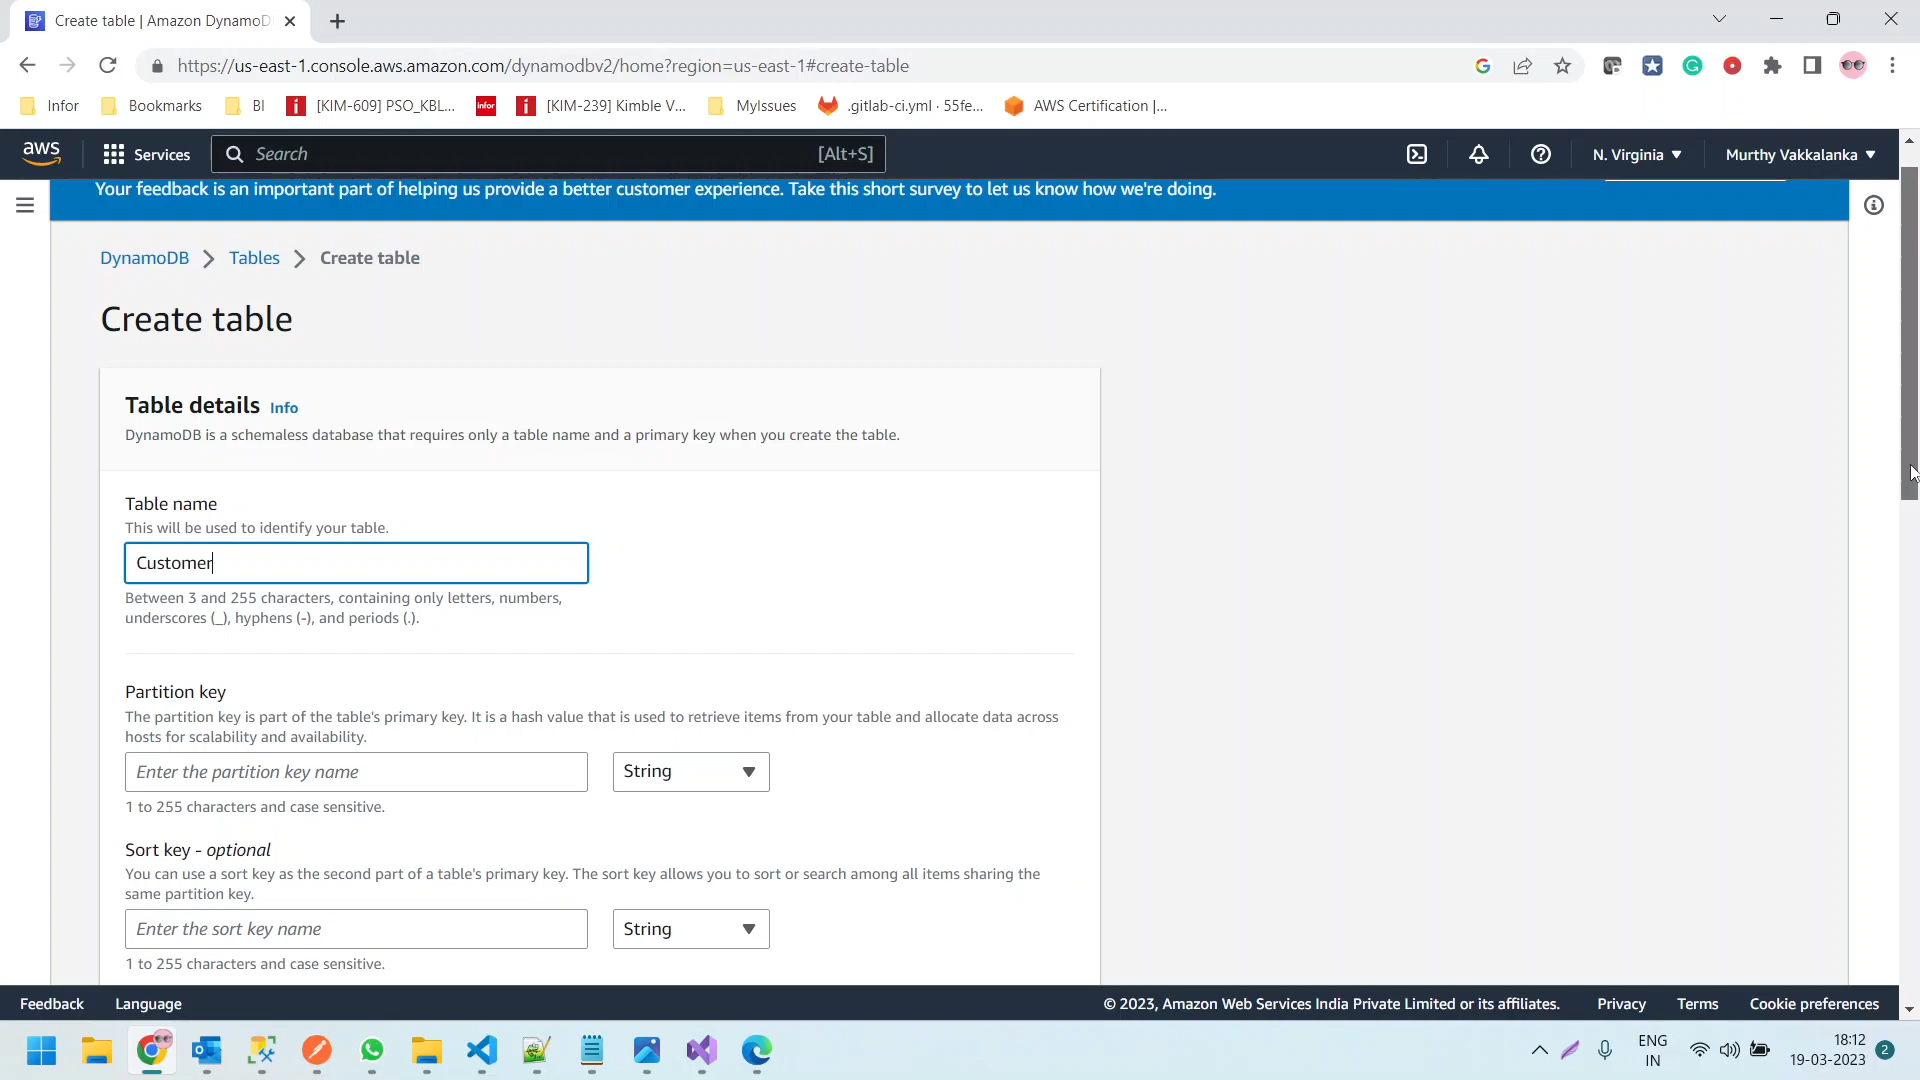 Create table | Amazon DynamoD
https://us-east-1.console.aws.amazon.com/dynamodbv2/home?region=us-east-1#create-table
Infor
Bookmarks
BI
[KIM-609] PSO_KBL...
infor
[KIM-239] Kimble V...
MyIssues
.gitlab-ci.yml · 55fe...
AWS Certification |...
aws
Services
Search
[Alt+S]
N. Virginia
Murthy Vakkalanka
Your feedback is an important part of helping us provide a better customer experience. Take this short survey to let us know how we're doing.
DynamoDB
Tables
Create table
Create table
Table details Info
DynamoDB is a schemaless database that requires only a table name and a primary key when you create the table.
Table name
This will be used to identify your table.
Customer
Between 3 and 255 characters, containing only letters, numbers,
underscores (_), hyphens (-), and periods (.).
Partition key
The partition key is part of the table's primary key. It is a hash value that is used to retrieve items from your table and allocate data across
hosts for scalability and availability.
Enter the partition key name
String
1 to 255 characters and case sensitive.
Sort key - optional
You can use a sort key as the second part of a table's primary key. The sort key allows you to sort or search among all items sharing the
same partition key.
Enter the sort key name
String
1 to 255 characters and case sensitive.
Feedback
Language
© 2023, Amazon Web Services India Private Limited or its affiliates.
Privacy
Terms
Cookie preferences
ENG
IN
18:12
19-03-2023
2